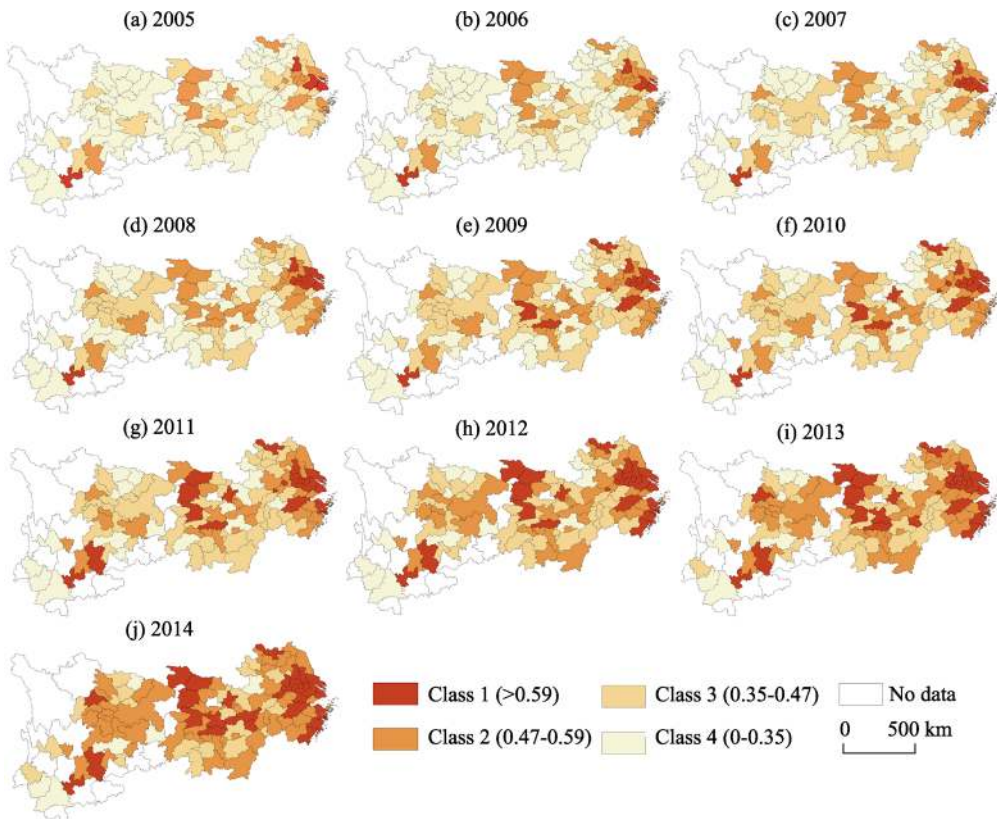 (a) 2005
(b) 2006
(c) 2007
(d) 2008
(e) 2009
(f) 2010
(g) 2011
(h) 2012
(i) 2013
(j) 2014
Class 1 (>0.59)
Class 3 (0.35-0.47)
No data
Class 2 (0.47-0.59)
Class 4 (0-0.35)
0 500 km